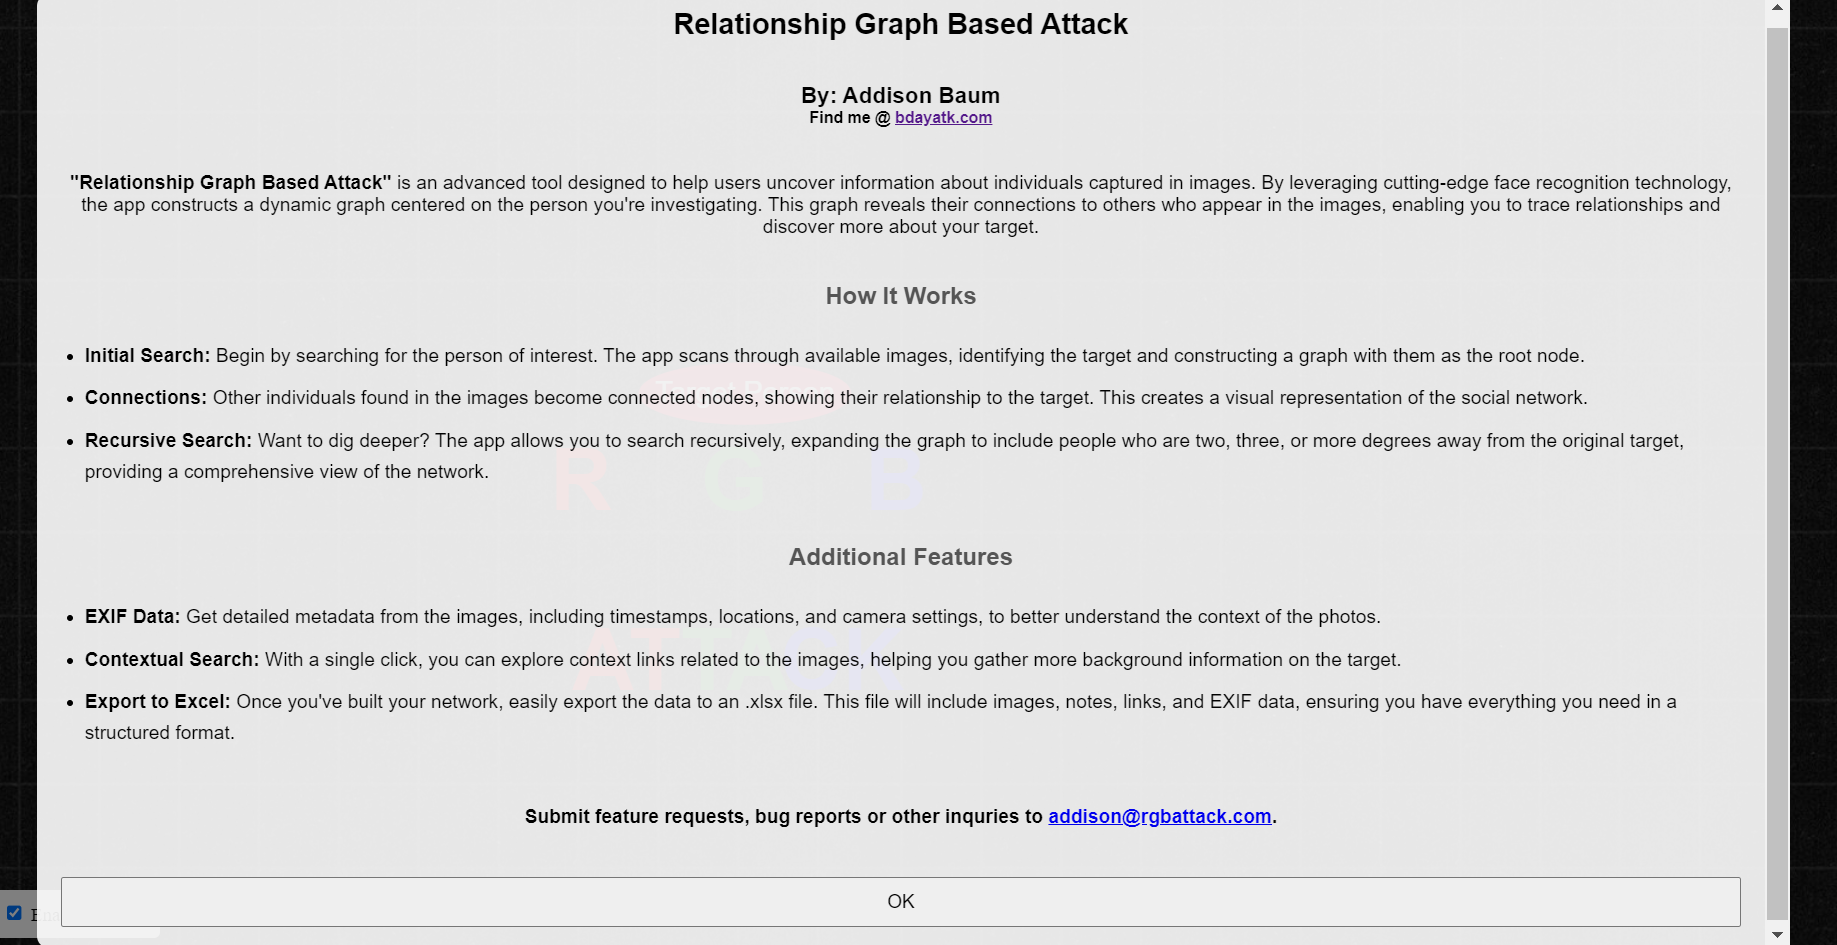 Relationship Graph Based Attack
By: Addison Baum
Find me @ bdayatk.com
"Relationship Graph Based Attack" is an advanced tool designed to help users uncover information about individuals captured in images. By leveraging cutting-edge face recognition technology,
the app constructs a dynamic graph centered on the person you're investigating. This graph reveals their connections to others who appear in the images, enabling you to trace relationships and
discover more about your target.
How It Works
• Initial Search: Begin by searching for the person of interest. The app scans through available images, identifying the target and constructing a graph with them as the root node.
Target Person
• Connections: Other individuals found in the images become connected nodes, showing their relationship to the target. This creates a visual representation of the social network.
• Recursive Search: Want to dig deeper? The app allows you to search recursively, expanding the graph to include people who are two, three, or more degrees away from the original target,
providing a comprehensive view of the network.
R G B
Additional Features
• EXIF Data: Get detailed metadata from the images, including timestamps, locations, and camera settings, to better understand the context of the photos.
• Contextual Search: With a single click, you can explore context links related to the images, helping you gather more background information on the target.
ATTACK
• Export to Excel: Once you've built your network, easily export the data to an .xlsx file. This file will include images, notes, links, and EXIF data, ensuring you have everything you need in a
structured format.
Submit feature requests, bug reports or other inquries to addison@rgbattack.com.
OK